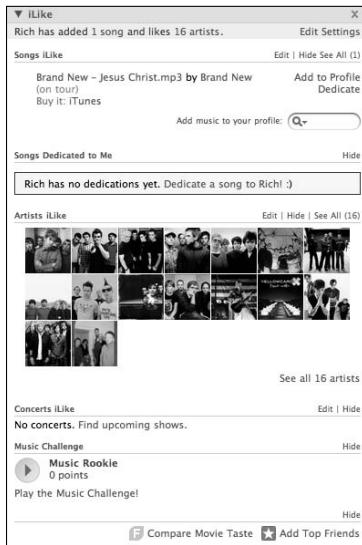 ▼ iLike X
Rich has added 1 song and likes 16 artists. Edit Settings
Songs iLike Edit | Hide See All (1)
Brand New - Jesus Christ.mp3 by Brand New Add to Profile
(on tour) Dedicate
Buy it: iTunes
Add music to your profile:
Songs Dedicated to Me Hide
Rich has no dedications yet. Dedicate a song to Rich! :)
Artists iLike Edit | Hide | See All (16)
See all 16 artists
Concerts iLike Edit | Hide
No concerts. Find upcoming shows.
Music Challenge Hide
Music Rookie
0 points
Play the Music Challenge!
Hide
F Compare Movie Taste Add Top Friends